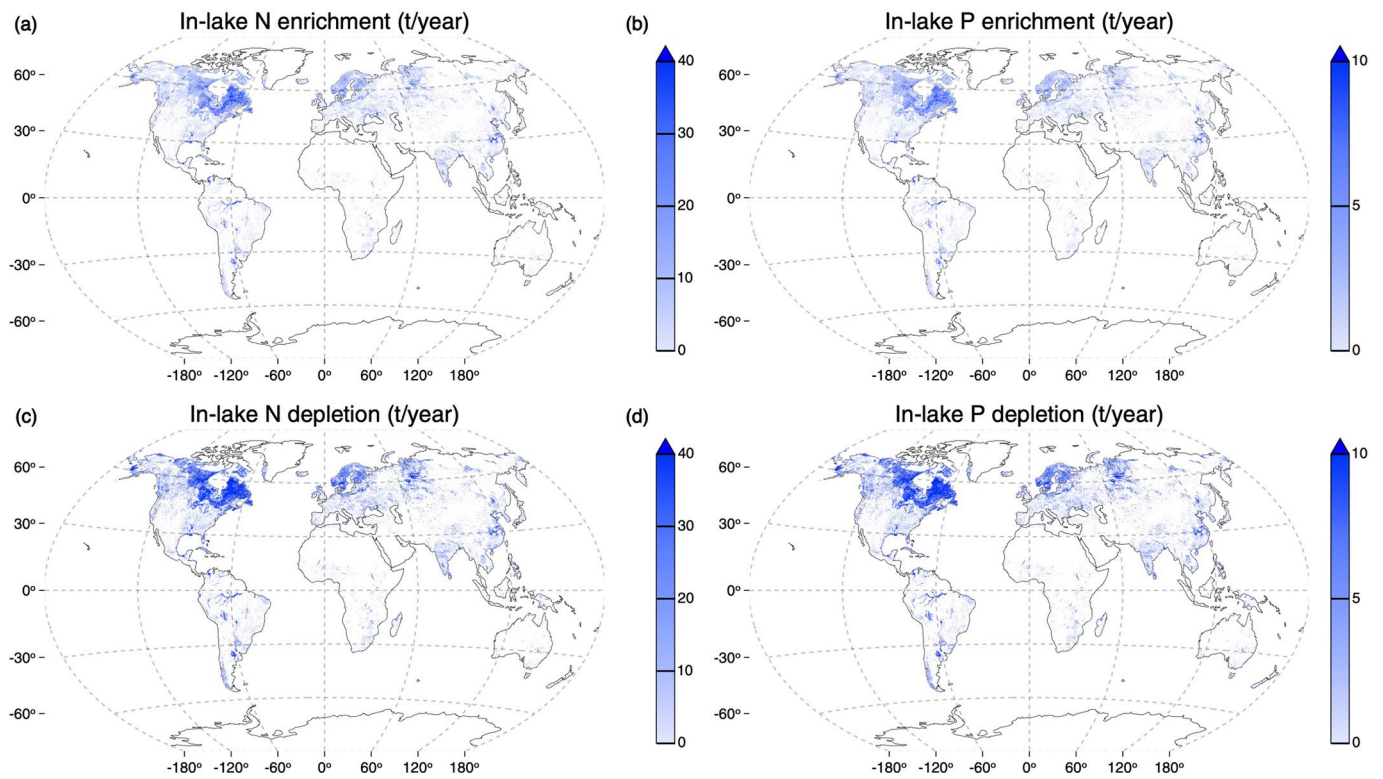 (a) In-lake N enrichment (t/year)
60º
30º
0º
-30º
-60º
-180º -120º -60º 0º 60º 120º 180º
40
30
20
10
0
(b) In-lake P enrichment (t/year)
60º
30º
0º
-30º
-60º
-180º -120º -60º 0º 60º 120º 180º
10
5
0
(c) In-lake N depletion (t/year)
60º
30º
0º
-30º
-60º
-180º -120º -60º 0º 60º 120º 180º
40
30
20
10
0
(d) In-lake P depletion (t/year)
60º
30º
0º
-30º
-60º
-180º -120º -60º 0º 60º 120º 180º
10
5
0